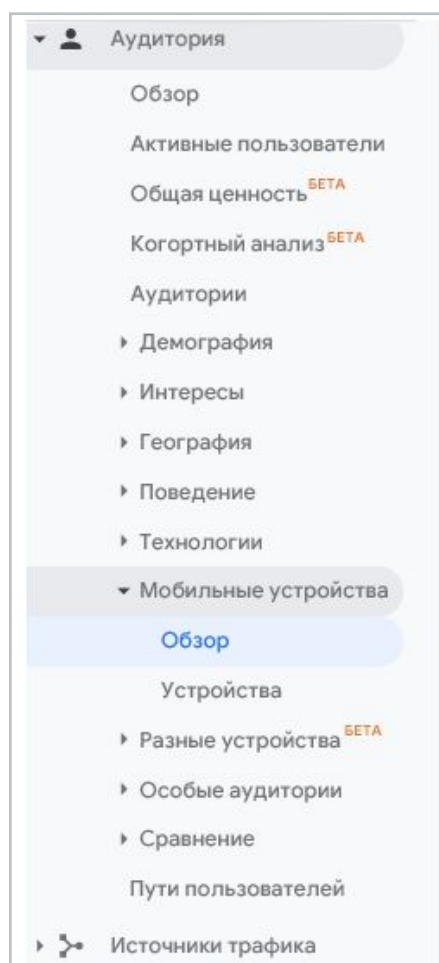 Аудитория
Обзор
Активные пользователи
Общая ценность БЕТА
Когортный анализ БЕТА
Аудитории
Демография
Интересы
География
Поведение
Технологии
Мобильные устройства
Обзор
Устройства
Разные устройства БЕТА
Особые аудитории
Сравнение
Пути пользователей
Источники трафика